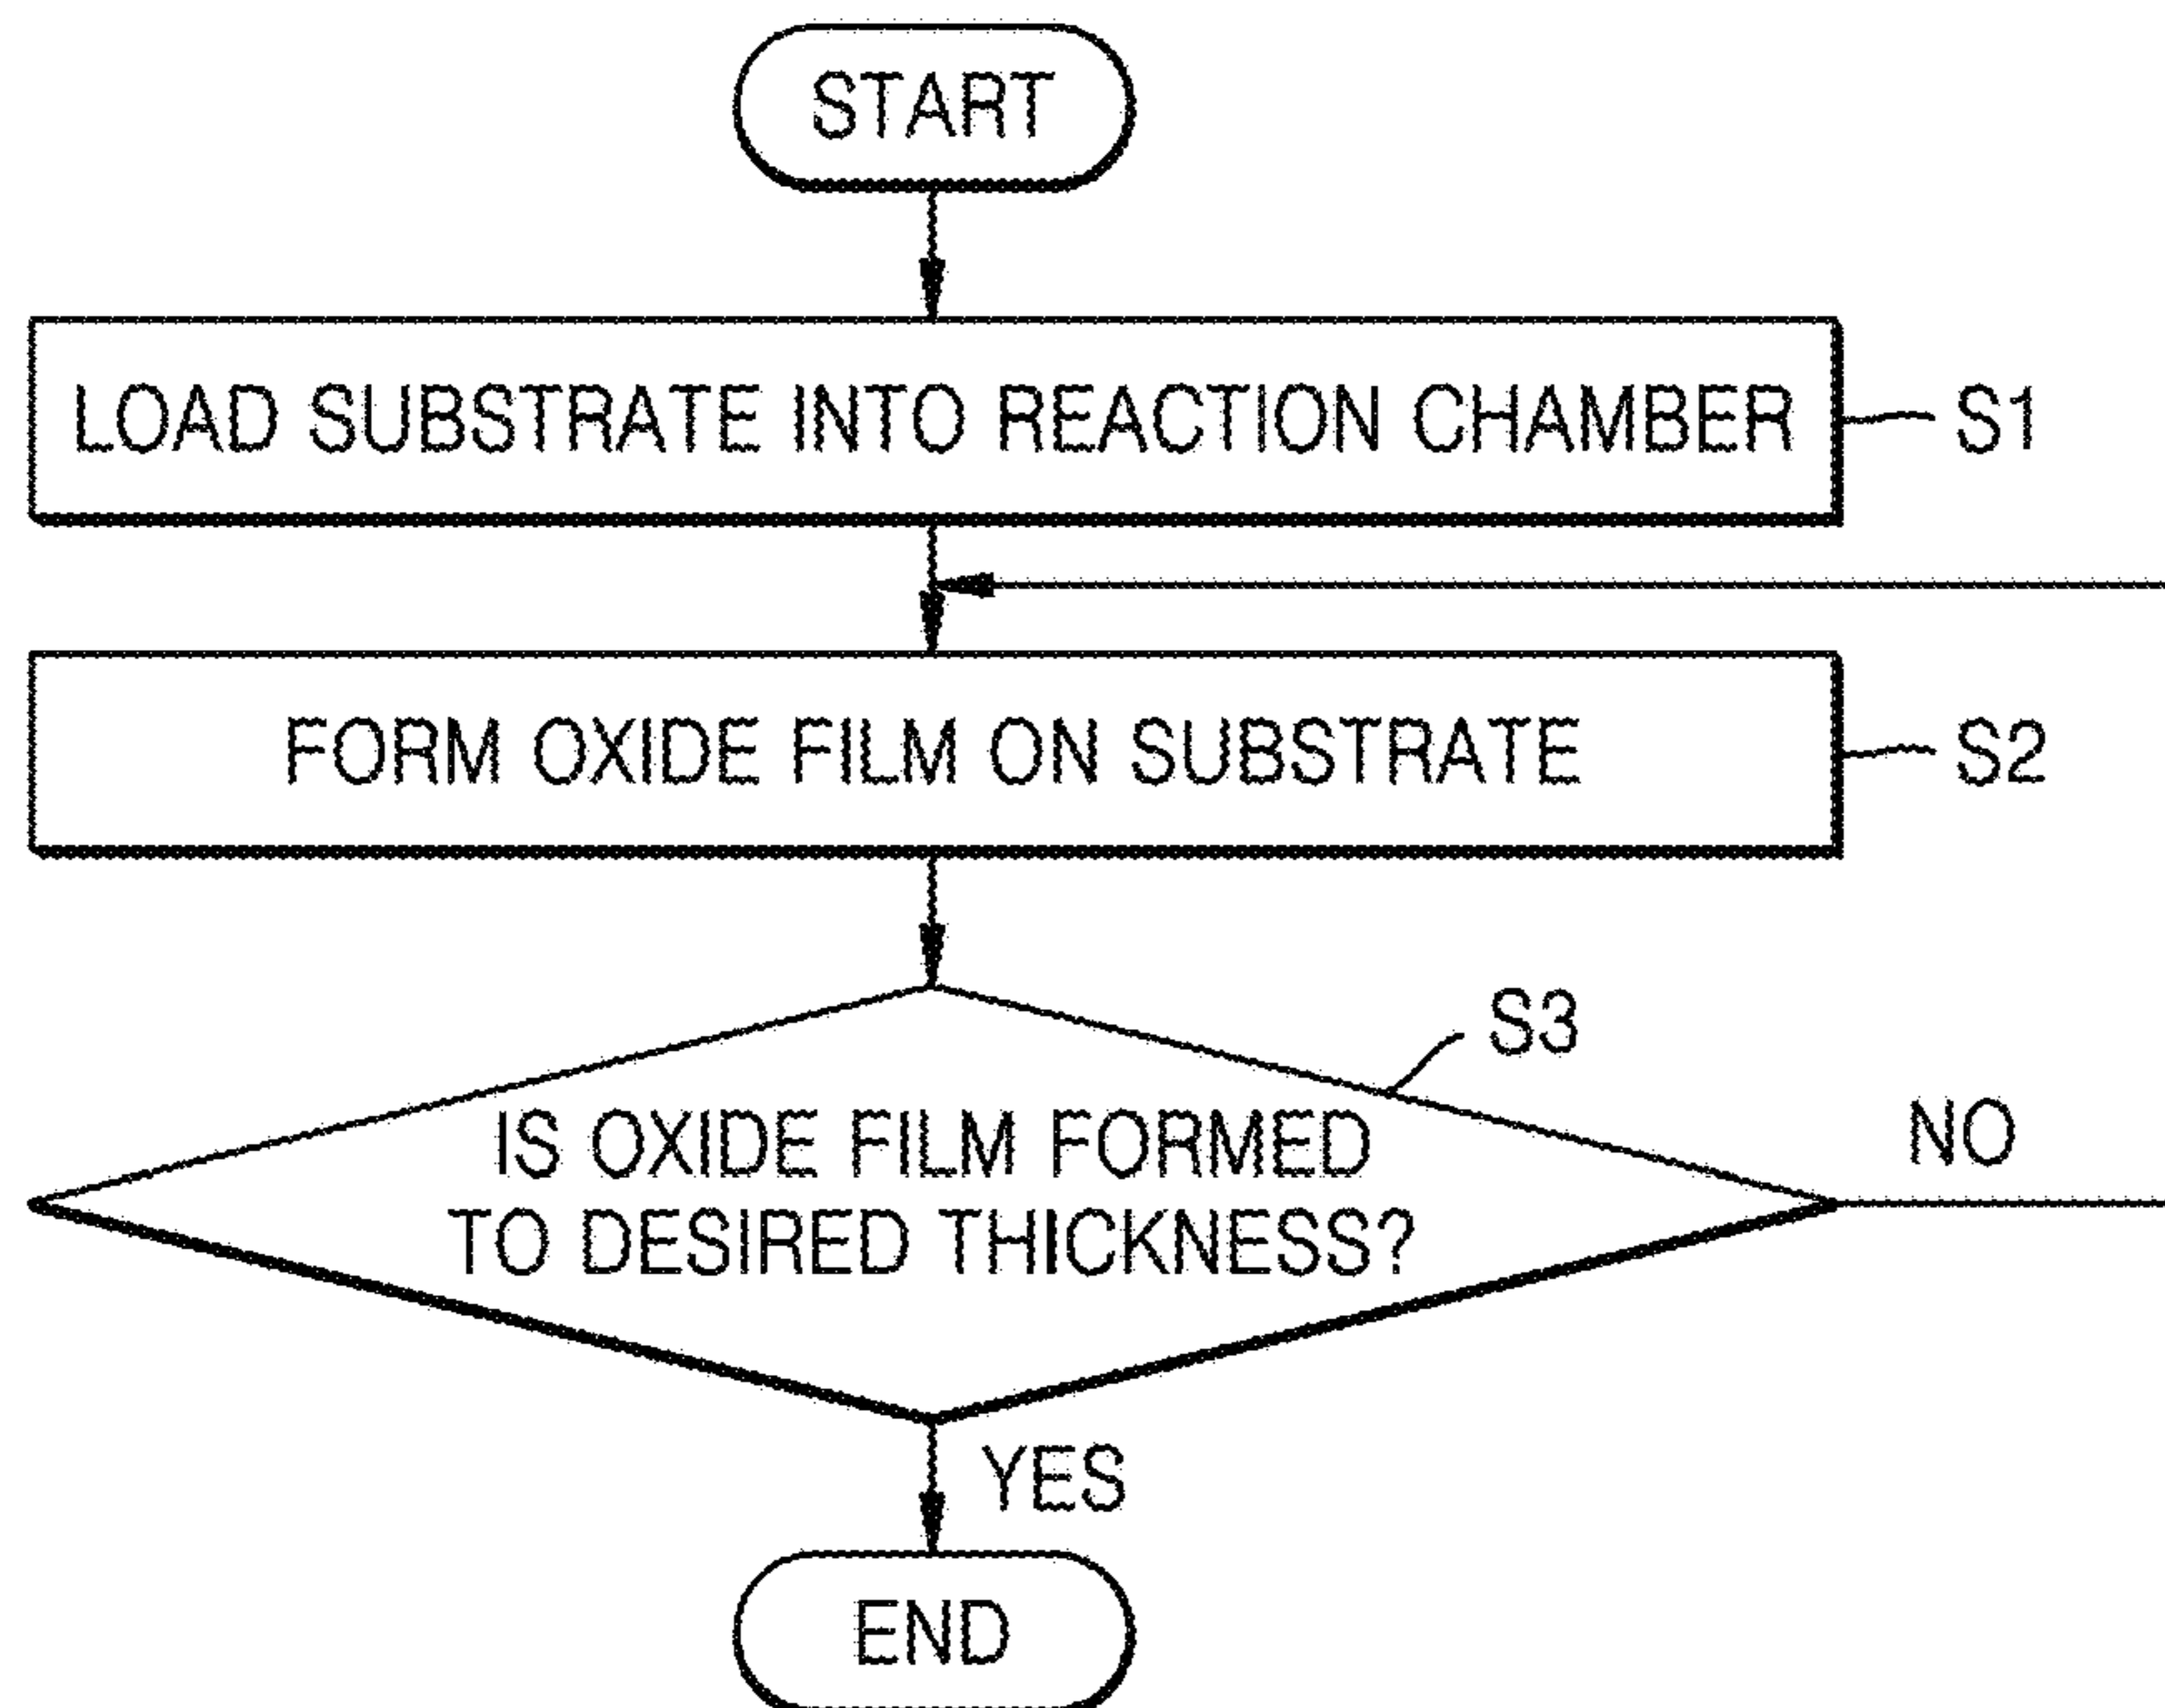 START
LOAD SUBSTRATE INTO REACTION CHAMBER
S1
FORM OXIDE FILM ON SUBSTRATE
S2
S3
IS OXIDE FILM FORMED
TO DESIRED THICKNESS?
NO
YES
END